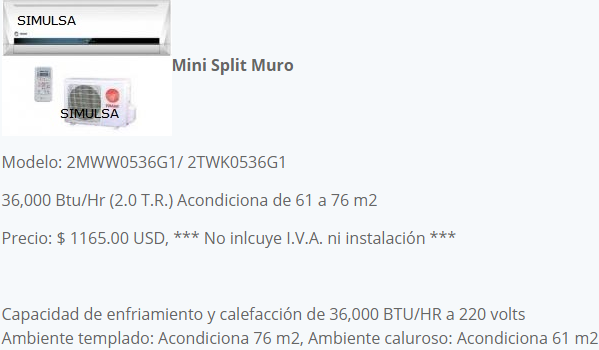 SIMULSA
Mini Split Muro
SIMULSA
Modelo: 2MWW0536G1/ 2TWK0536G1
36,000 Btu/Hr (2.0 T.R.) Acondiciona de 61 a 76 m2
Precio: $ 1165.00 USD, *** No inlcuye I.V.A. ni instalación ***
Capacidad de enfriamiento y calefacción de 36,000 BTU/HR a 220 volts
Ambiente templado: Acondiciona 76 m2, Ambiente caluroso: Acondiciona 61 m2